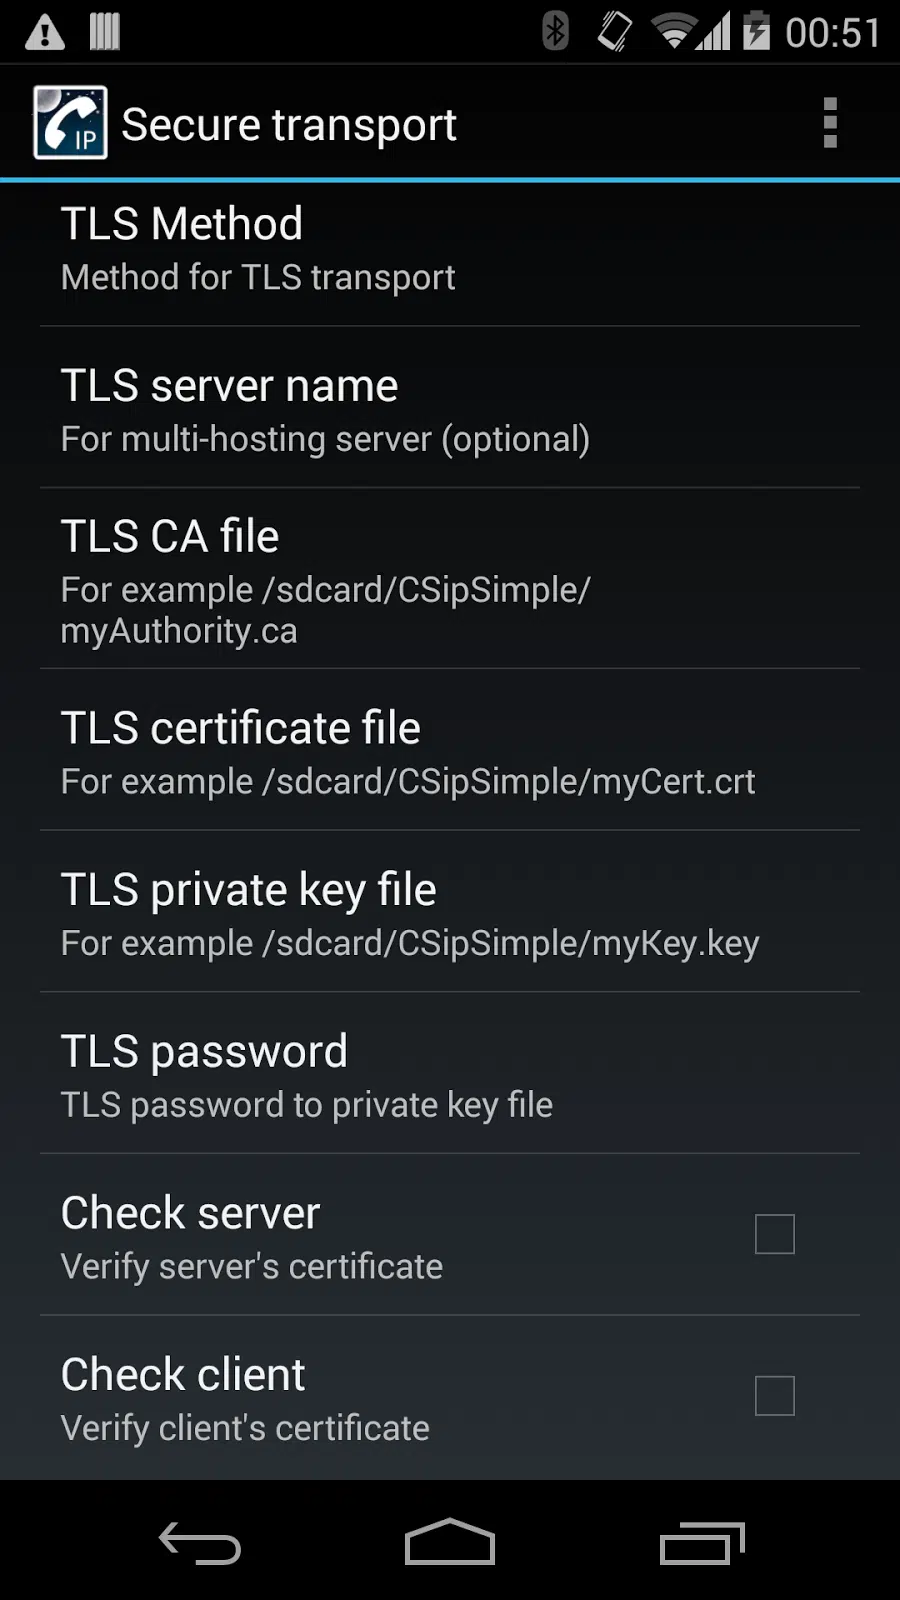 00:51
IP
Secure transport
TLS Method
Method for TLS transport
TLS server name
For multi-hosting server (optional)
TLS CA file
For example /sdcard/CSipSimple/
myAuthority.ca
TLS certificate file
For example /sdcard/CSipSimple/myCert.crt
TLS private key file
For example /sdcard/CSipSimple/myKey.key
TLS password
TLS password to private key file
Check server
Verify server's certificate
Check client
Verify client's certificate